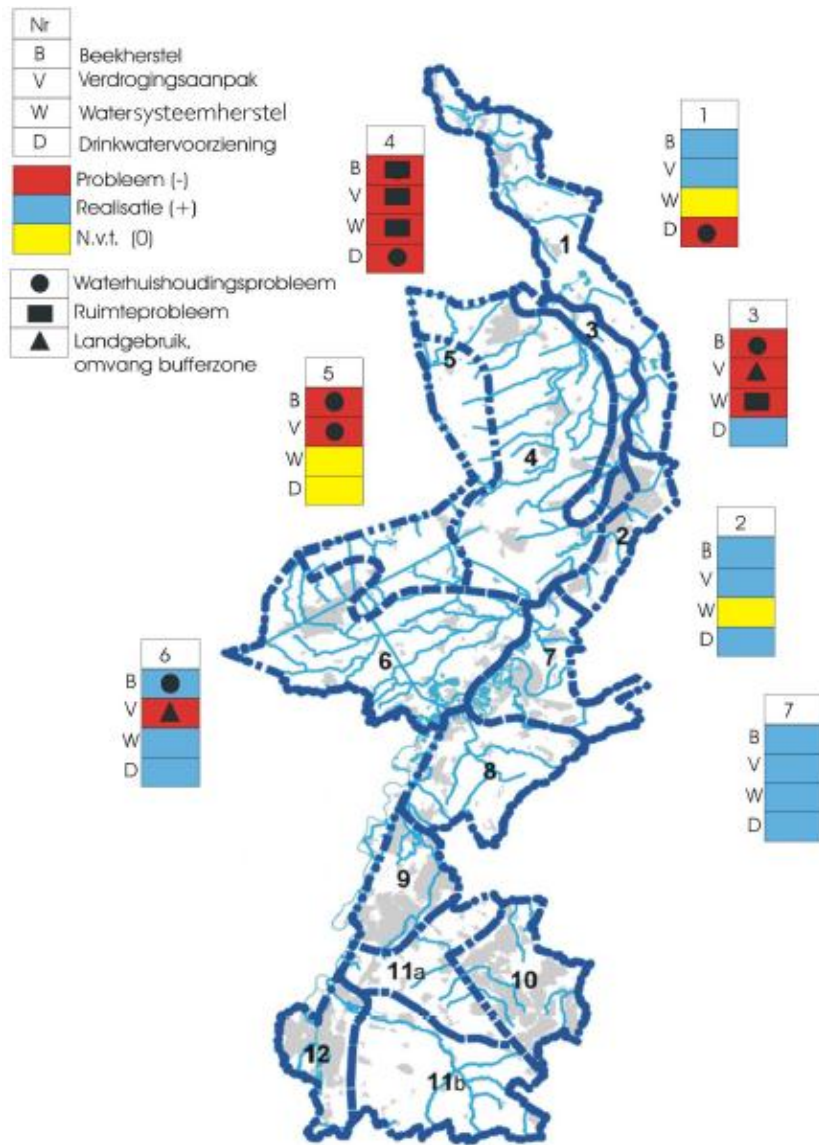 Nr
B Beekherstel
V Verdrogingsaanpak
W Watersysteemherstel
D Drinkwatervoorziening
Probleem (-)
Realisatie (+)
N.v.t. (0)
Waterhuishoudingsprobleem
Ruimteprobleem
Landgebruik,
omvang bufferzone
4
B
V
W
D
1
B
V
W
D
3
B
V
W
D
5
B
V
W
D
2
B
V
W
D
6
B
V
W
D
7
B
V
W
D
1
3
5
4
2
6
7
8
9
11a
10
12
11b